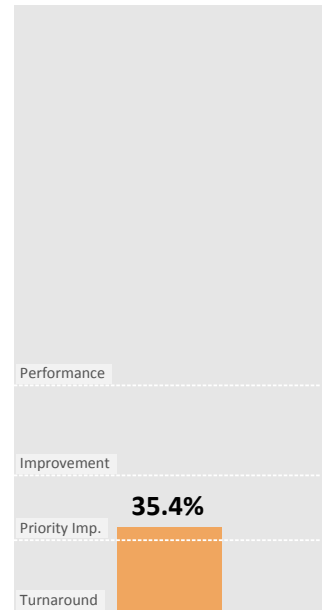 Performance
Improvement
35.4%
Priority Imp.
Turnaround